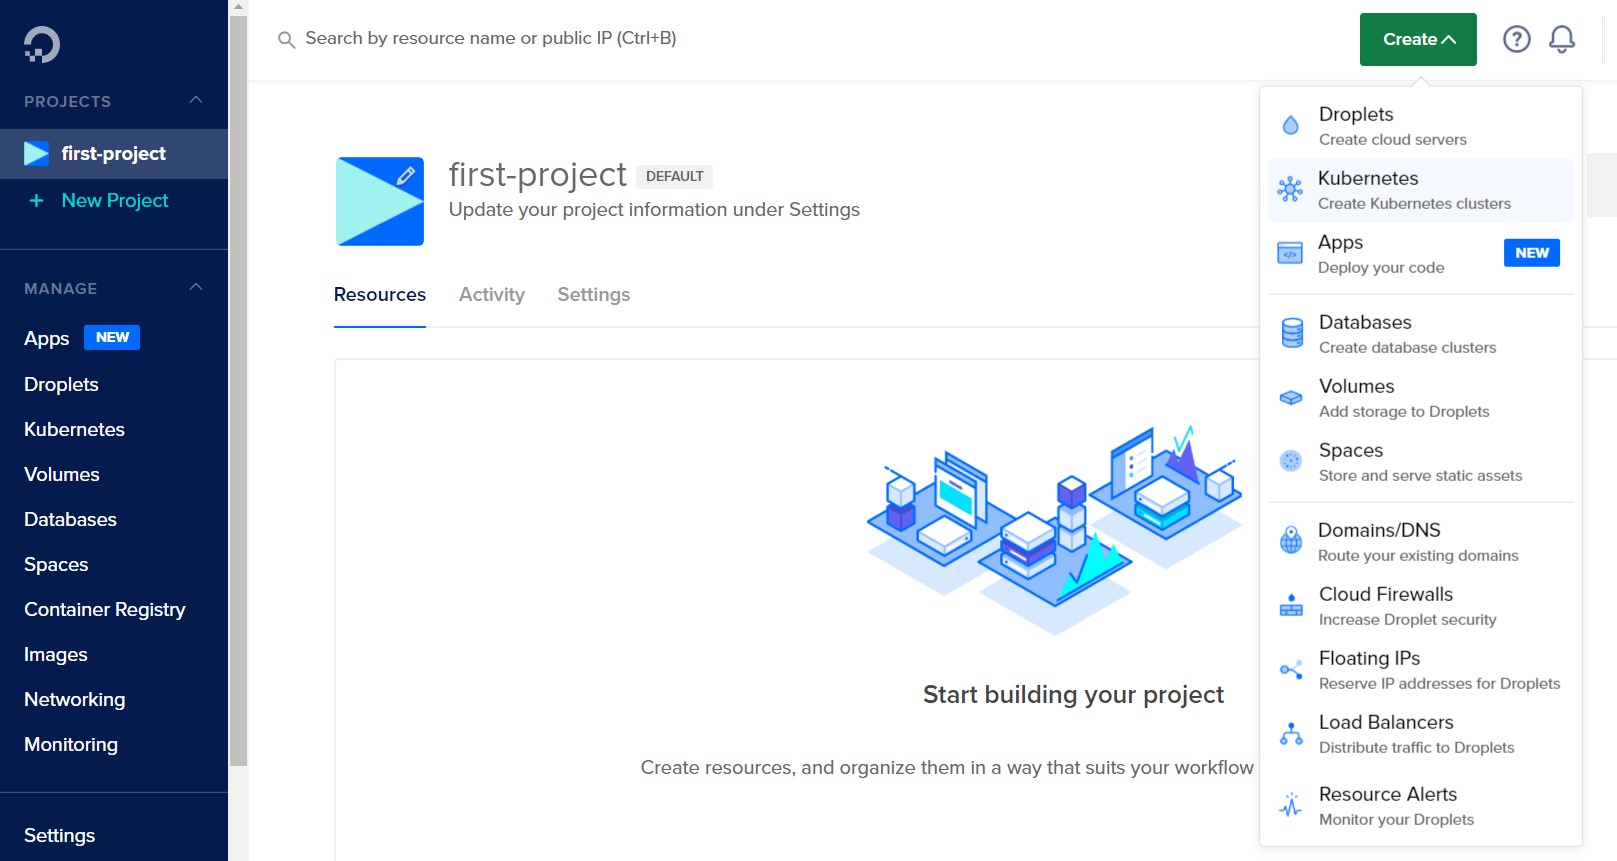 Search by resource name or public IP (Ctrl+B)
Create
PROJECTS
first-project
+ New Project
MANAGE
Apps NEW
Droplets
Kubernetes
Volumes
Databases
Spaces
Container Registry
Images
Networking
Monitoring
Settings
first-project DEFAULT
Update your project information under Settings
Resources Activity Settings
Start building your project
Create resources, and organize them in a way that suits your workflow
Droplets
Create cloud servers
Kubernetes
Create Kubernetes clusters
Apps
Deploy your code
NEW
Databases
Create database clusters
Volumes
Add storage to Droplets
Spaces
Store and serve static assets
Domains/DNS
Route your existing domains
Cloud Firewalls
Increase Droplet security
Floating IPs
Reserve IP addresses for Droplets
Load Balancers
Distribute traffic to Droplets
Resource Alerts
Monitor your Droplets